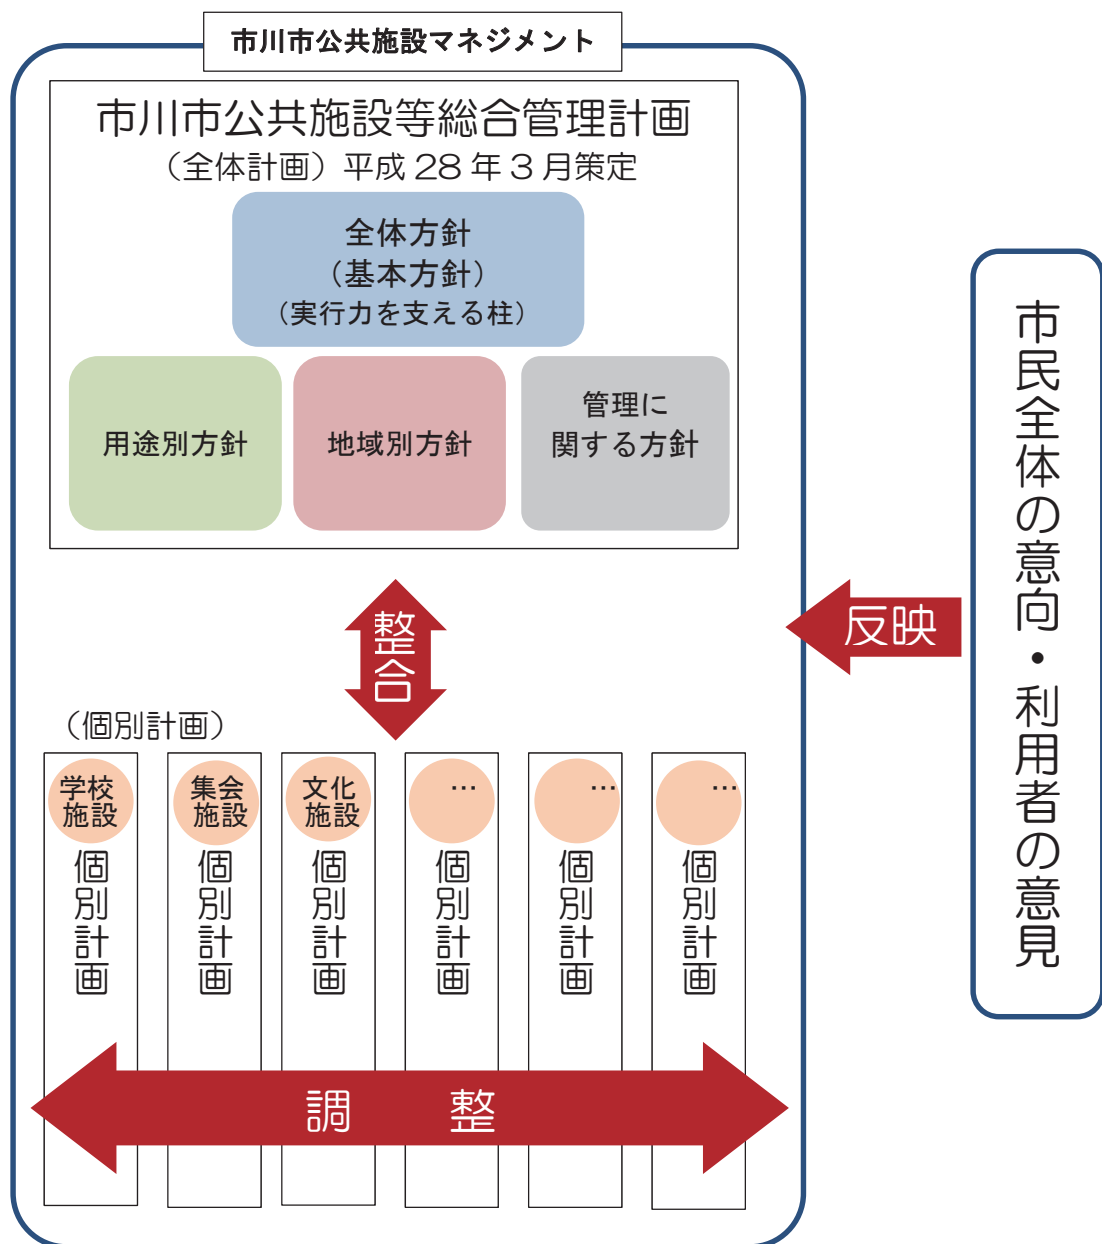 市川市公共施設マネジメント
市川市公共施設等総合管理計画
（全体計画）平成 28 年 3 月策定
全体方針
（基本方針）
（実行力を支える柱）
用途別方針
地域別方針
管理に
関する方針
整合
反映
市民全体の意向・利用者の意見
（個別計画）
学校
施設
個別計画
集会
施設
個別計画
文化
施設
個別計画
…
個別計画
…
個別計画
…
個別計画
調　整